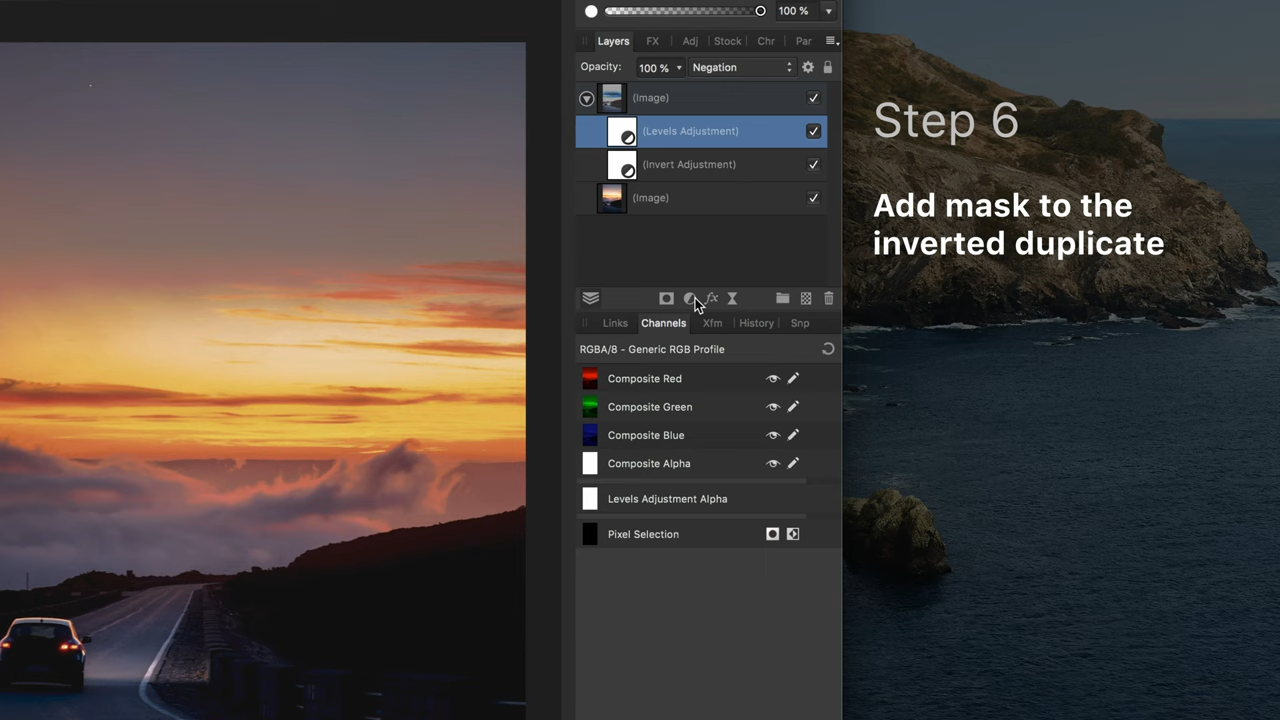 100 %
Layers FX Adj Stock Chr Par
Opacity: 100 % Negation
(Image)
(Levels Adjustment)
(Invert Adjustment)
(Image)
fx
Links Channels Xfm History Snp
RGBA/8 - Generic RGB Profile
Composite Red
Composite Green
Composite Blue
Composite Alpha
Levels Adjustment Alpha
Pixel Selection
Step 6
Add mask to the
inverted duplicate